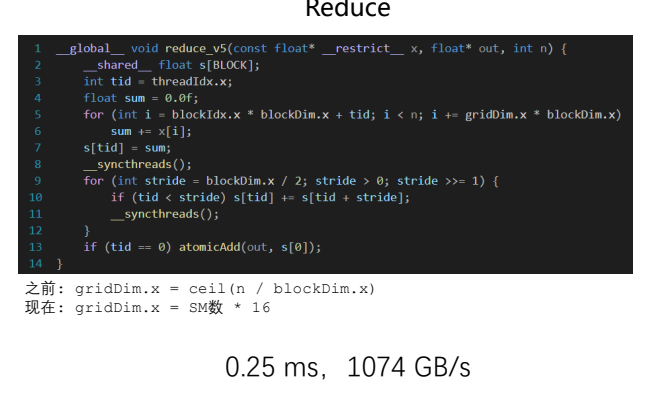 Reduce
1 __global__ void reduce_v5(const float* __restrict__ x, float* out, int n) {
2     __shared__ float s[BLOCK];
3     int tid = threadIdx.x;
4     float sum = 0.0f;
5     for (int i = blockIdx.x * blockDim.x + tid; i < n; i += gridDim.x * blockDim.x)
6         sum += x[i];
7     s[tid] = sum;
8     __syncthreads();
9     for (int stride = blockDim.x / 2; stride > 0; stride >>= 1) {
10         if (tid < stride) s[tid] += s[tid + stride];
11         __syncthreads();
12     }
13     if (tid == 0) atomicAdd(out, s[0]);
14 }
之前: gridDim.x = ceil(n / blockDim.x)
现在: gridDim.x = SM数 * 16
0.25 ms，1074 GB/s